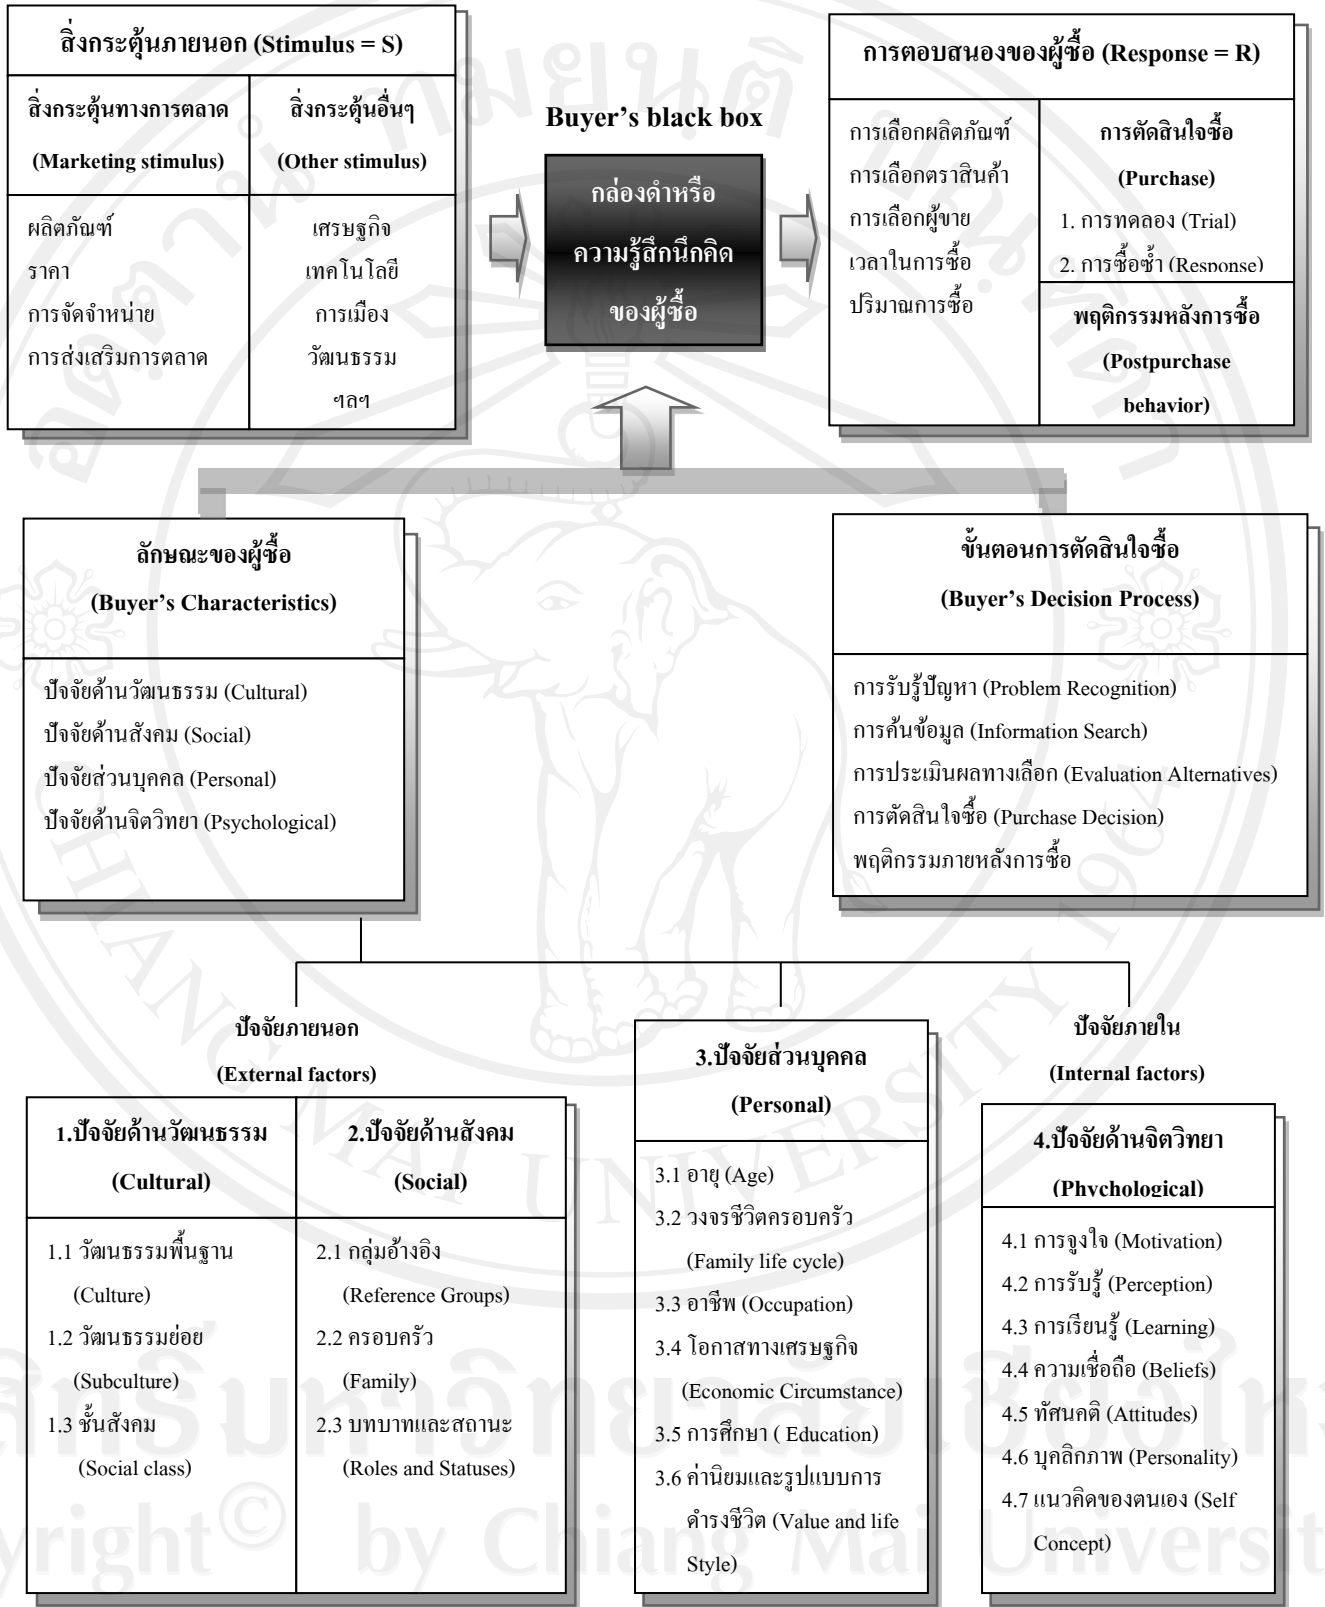 สิ่งกระตุ้นภายนอก (Stimulus = S)
สิ่งกระตุ้นทางการตลาด
(Marketing stimulus)
สิ่งกระตุ้นอื่นๆ
(Other stimulus)
ผลิตภัณฑ์
ราคา
การจัดจำหน่าย
การส่งเสริมการตลาด
เศรษฐกิจ
เทคโนโลยี
การเมือง
วัฒนธรรม
ฯลฯ
Buyer’s black box
กล่องดำหรือ
ความรู้สึกนึกคิด
ของผู้ซื้อ
การตอบสนองของผู้ซื้อ (Response = R)
การเลือกผลิตภัณฑ์
การเลือกตราสินค้า
การเลือกผู้ขาย
เวลาในการซื้อ
ปริมาณการซื้อ
การตัดสินใจซื้อ
(Purchase)
1. การทดลอง (Trial)
2. การซื้อซ้ำ (Response)
พฤติกรรมหลังการซื้อ
(Postpurchase
behavior)
ลักษณะของผู้ซื้อ
(Buyer’s Characteristics)
ปัจจัยด้านวัฒนธรรม (Cultural)
ปัจจัยด้านสังคม (Social)
ปัจจัยส่วนบุคคล (Personal)
ปัจจัยด้านจิตวิทยา (Psychological)
ขั้นตอนการตัดสินใจซื้อ
(Buyer’s Decision Process)
การรับรู้ปัญหา (Problem Recognition)
การค้นข้อมูล (Information Search)
การประเมินผลทางเลือก (Evaluation Alternatives)
การตัดสินใจซื้อ (Purchase Decision)
พฤติกรรมภายหลังการซื้อ
ปัจจัยภายนอก
(External factors)
1.ปัจจัยด้านวัฒนธรรม
(Cultural)
1.1 วัฒนธรรมพื้นฐาน
(Culture)
1.2 วัฒนธรรมย่อย
(Subculture)
1.3 ชั้นสังคม
(Social class)
2.ปัจจัยด้านสังคม
(Social)
2.1 กลุ่มอ้างอิง
(Reference Groups)
2.2 ครอบครัว
(Family)
2.3 บทบาทและสถานะ
(Roles and Statuses)
3.ปัจจัยส่วนบุคคล
(Personal)
3.1 อายุ (Age)
3.2 วงจรชีวิตครอบครัว
(Family life cycle)
3.3 อาชีพ (Occupation)
3.4 โอกาสทางเศรษฐกิจ
(Economic Circumstance)
3.5 การศึกษา ( Education)
3.6 ค่านิยมและรูปแบบการ
ดำรงชีวิต (Value and life
Style)
ปัจจัยภายใน
(Internal factors)
4.ปัจจัยด้านจิตวิทยา
(Phychological)
4.1 การจูงใจ (Motivation)
4.2 การรับรู้ (Perception)
4.3 การเรียนรู้ (Learning)
4.4 ความเชื่อถือ (Beliefs)
4.5 ทัศนคติ (Attitudes)
4.6 บุคลิกภาพ (Personality)
4.7 แนวคิดของตนเอง (Self
Concept)
CHIANG MAI UNIVERSITY 1964
© by Chiang Mai